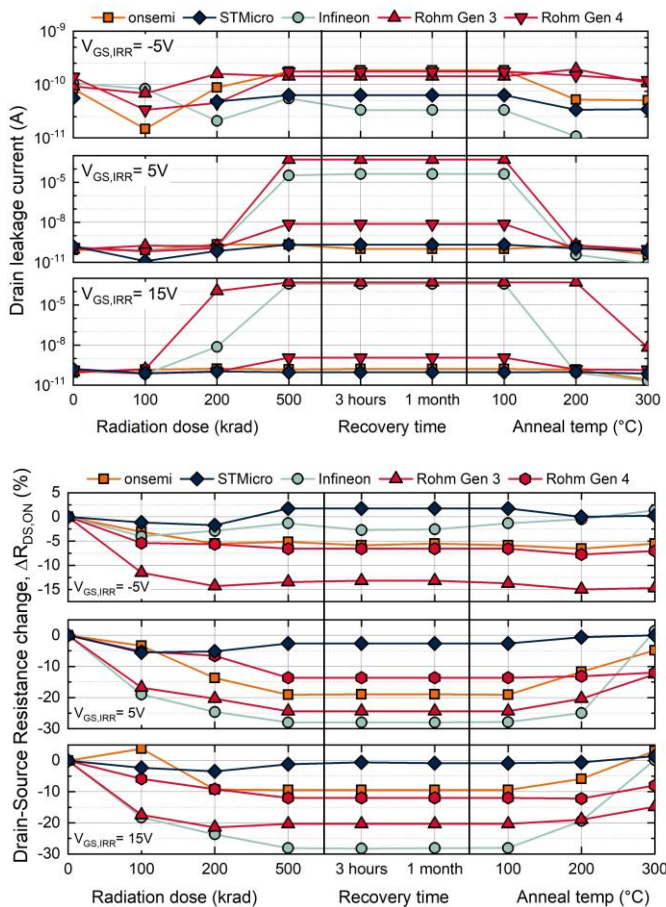 onsemi STMicro Infineon Rohm Gen 3 Rohm Gen 4
Drain leakage current (A)
10⁻⁹
V_GS,IRR= -5V
10⁻¹⁰
10⁻¹¹
V_GS,IRR= 5V
10⁻⁵
10⁻⁸
10⁻¹¹
V_GS,IRR= 15V
10⁻⁵
10⁻⁸
10⁻¹¹
0 100 200 500 3 hours 1 month 100 200 300
Radiation dose (krad) Recovery time Anneal temp (°C)
onsemi STMicro Infineon Rohm Gen 3 Rohm Gen 4
Drain-Source Resistance change, ΔR_DS,ON (%)
5
0
-5
-10
-15
V_GS,IRR= -5V
0
-10
-20
-30
V_GS,IRR= 5V
0
-10
-20
-30
V_GS,IRR= 15V
0 100 200 500 3 hours 1 month 100 200 300
Radiation dose (krad) Recovery time Anneal temp (°C)